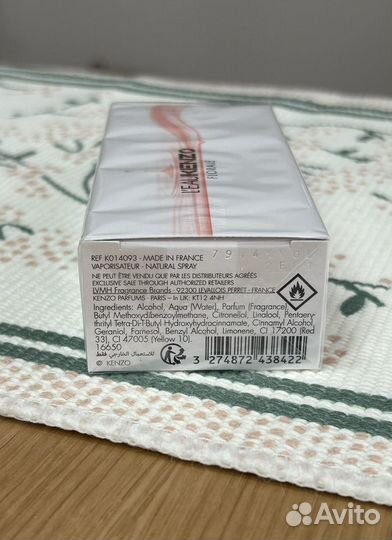 L'EAU KENZO
FLORALE
REF K014093 - MADE IN FRANCE
VAPORISATEUR - NATURAL SPRAY
NE PEUT ÊTRE VENDU QUE PAR LES DISTRIBUTEURS AGRÉÉS
EXCLUSIVE SALE THROUGH AUTHORIZED RETAILERS
LVMH Fragrance Brands - 92300 LEVALLOIS PERRET - FRANCE
KENZO PARFUMS - PARIS – In UK: KT12 4NH
Ingredients: Alcohol, Aqua (Water), Parfum (Fragrance),
Butyl Methoxydibenzoylmethane, Citronellol, Linalool, Pentaery-
thrityl Tetra-Di-T-Butyl Hydroxyhydrocinnamate, Cinnamyl Alcohol,
Geraniol, Farnesol, Benzyl Alcohol, Limonene, CI 17200 (Red
33), CI 47005 (Yellow 10).
16650
للاستعمال الخارجي فقط
© KENZO
3 274872 438422
Avito